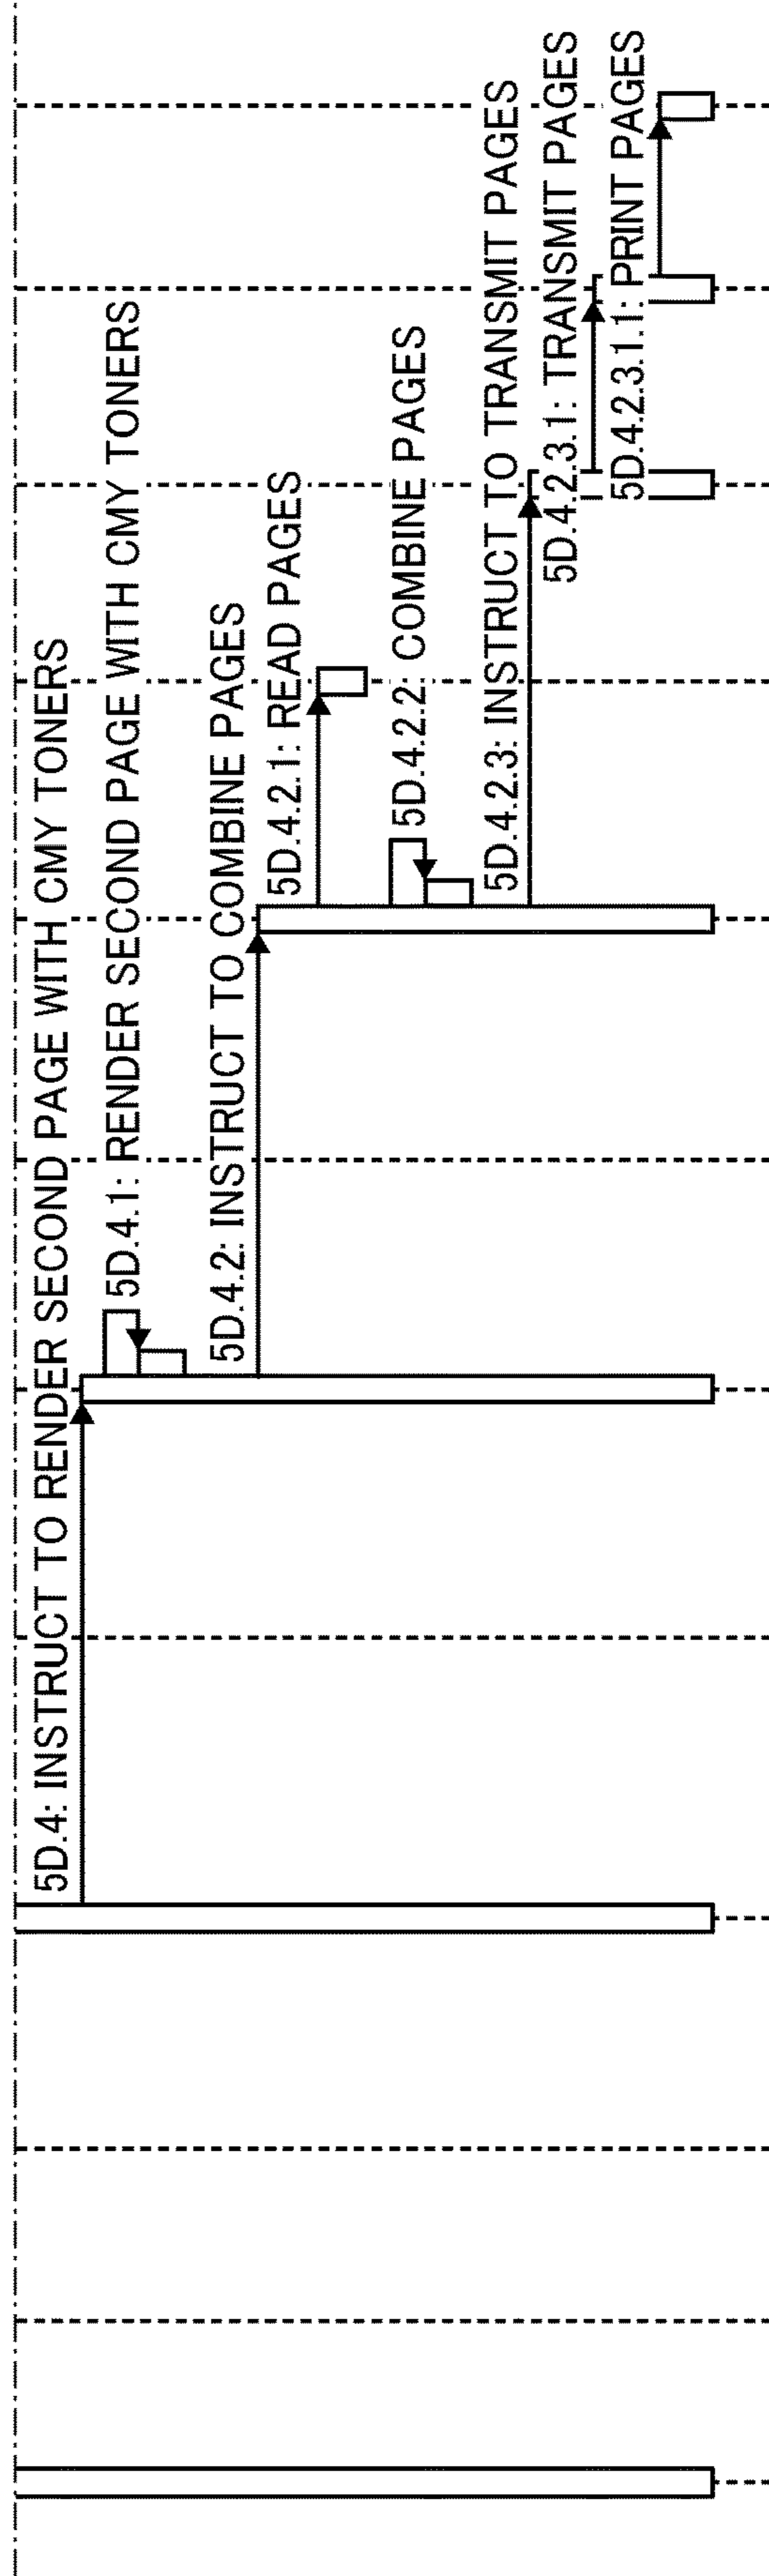 5D.4: INSTRUCT TO RENDER SECOND PAGE WITH CMY TONERS
5D.4.1: RENDER SECOND PAGE WITH CMY TONERS
5D.4.2: INSTRUCT TO COMBINE PAGES
5D.4.2.1: READ PAGES
5D.4.2.2: COMBINE PAGES
5D.4.2.3: INSTRUCT TO TRANSMIT PAGES
5D.4.2.3.1: TRANSMIT PAGES
5D.4.2.3.1.1: PRINT PAGES